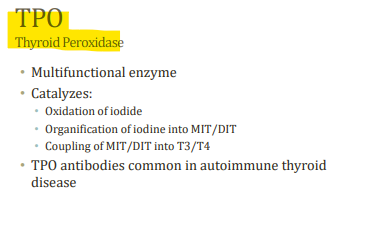 TPO
Thyroid Peroxidase
• Multifunctional enzyme
• Catalyzes:
• Oxidation of iodide
• Organification of iodine into MIT/DIT
• Coupling of MIT/DIT into T3/T4
• TPO antibodies common in autoimmune thyroid
disease